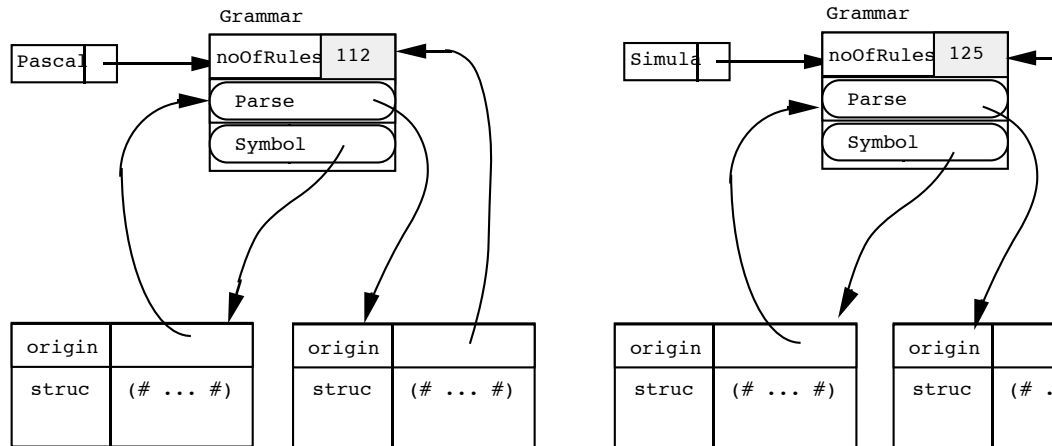 Grammar
Pascal
noOfRules 112
Parse
Symbol
origin
struc (# ... #)
origin
struc (# ... #)
Grammar
Simula
noOfRules 125
Parse
Symbol
origin
struc (# ... #)
origin
struc (# ..